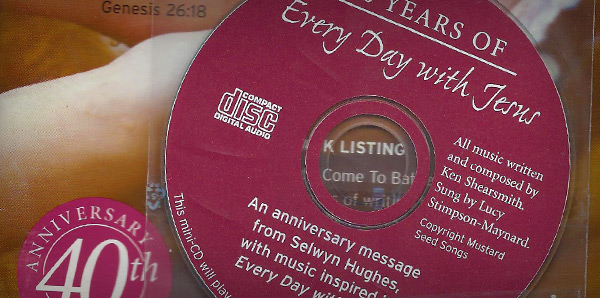 Genesis 26:18
YEARS OF
Every Day with Jesus
COMPACT
disc
DIGITAL AUDIO
K LISTING
Come To
of
All music written
and composed by
Ken Shearsmith.
Sung by Lucy
Stimpson-Maynard.
Copyright Mustard
Seed Songs
An anniversary message
from Selwyn Hughes,
with music inspired
Every Day
This mini-CD will play
ANNIVERSARY
40th